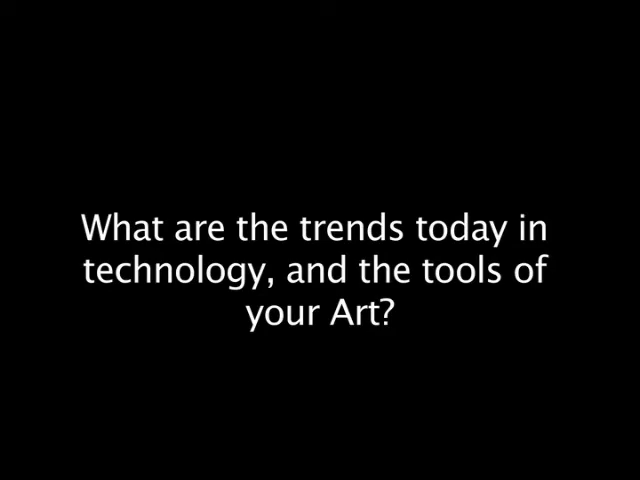 What are the trends today in
technology, and the tools of
your Art?